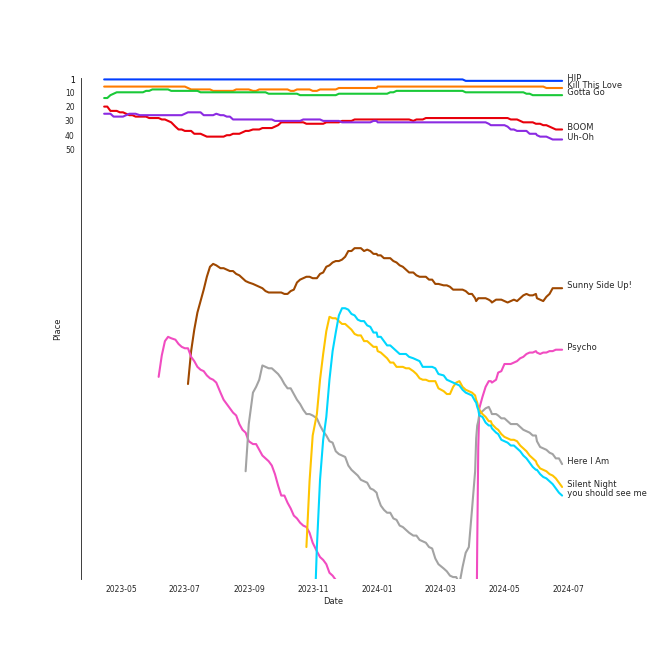 1
10
20
30
40
50
Place
HIP
Kill This Love
Gotta Go
BOOM
Uh-Oh
Sunny Side Up!
Psycho
Here I Am
Silent Night
you should see me
2023-05
2023-07
2023-09
2023-11
2024-01
2024-03
2024-05
2024-07
Date